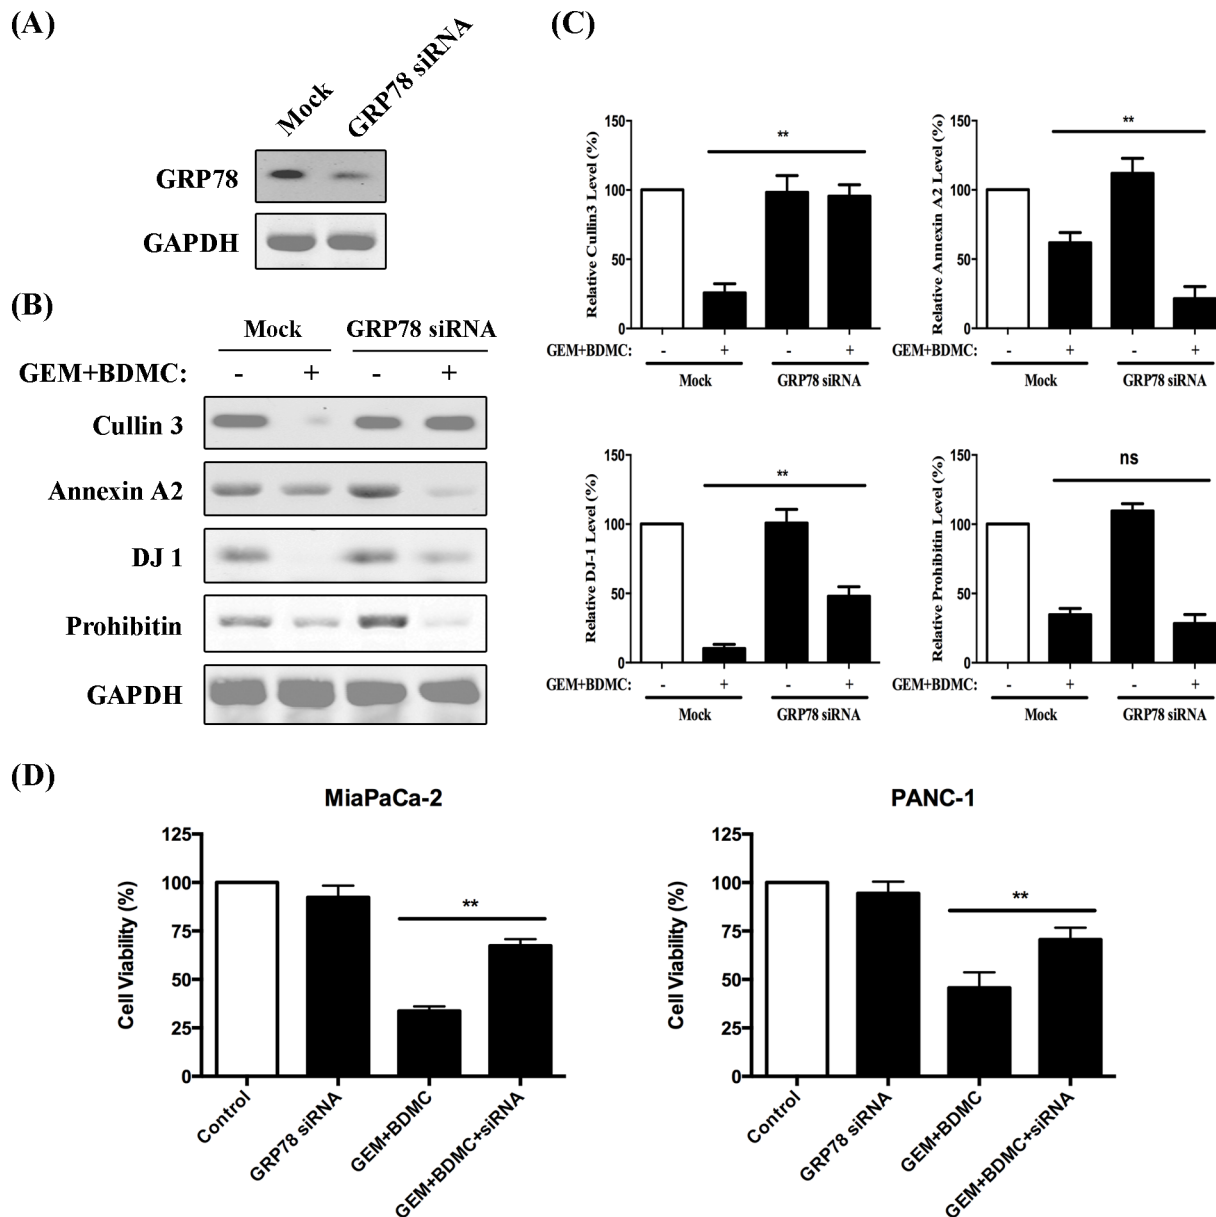 (A)
Mock
GRP78 siRNA
GRP78
GAPDH
(B)
Mock GRP78 siRNA
GEM+BDMC: - + - +
Cullin 3
Annexin A2
DJ 1
Prohibitin
GAPDH
(C)
Relative Cullin3 Level (%)
150
100
50
0
**
GEM+BDMC: - + - +
Mock GRP78 siRNA
Relative Annexin A2 Level (%)
150
100
50
0
**
GEM+BDMC: - + - +
Mock GRP78 siRNA
Relative DJ-1 Level (%)
150
100
50
0
**
GEM+BDMC: - + - +
Mock GRP78 siRNA
Relative Prohibitin Level (%)
150
100
50
0
ns
GEM+BDMC: - + - +
Mock GRP78 siRNA
(D)
MiaPaCa-2
Cell Viability (%)
125
100
75
50
25
0
**
Control
GRP78 siRNA
GEM+BDMC
GEM+BDMC+siRNA
PANC-1
Cell Viability (%)
125
100
75
50
25
0
**
Control
GRP78 siRNA
GEM+BDMC
GEM+BDMC+siRNA